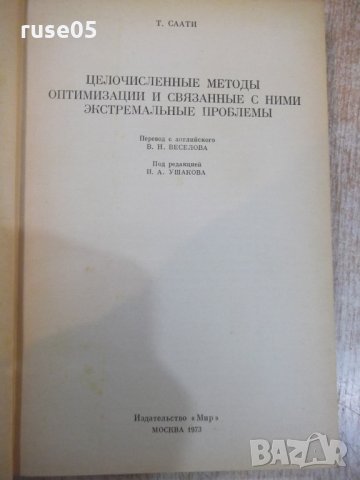 ruse05
Т. СААТИ
ЦЕЛОЧИСЛЕННЫЕ МЕТОДЫ
ОПТИМИЗАЦИИ И СВЯЗАННЫЕ С НИМИ
ЭКСТРЕМАЛЬНЫЕ ПРОБЛЕМЫ
Перевод с английского
В. Н. ВЕСЕЛОВА
Под редакцией
И. А. УШАКОВА
Издательство «Мир»
МОСКВА 1973
BAZAR